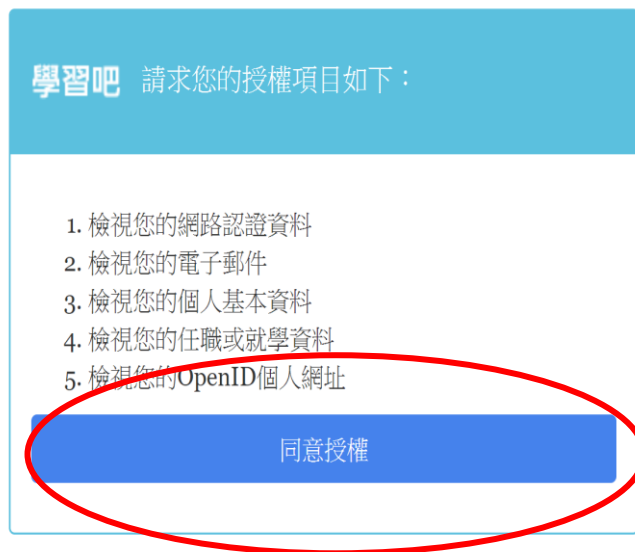 學習吧 請求您的授權項目如下：
1. 檢視您的網路認證資料
2. 檢視您的電子郵件
3. 檢視您的個人基本資料
4. 檢視您的任職或就學資料
5. 檢視您的OpenID個人網址
同意授權